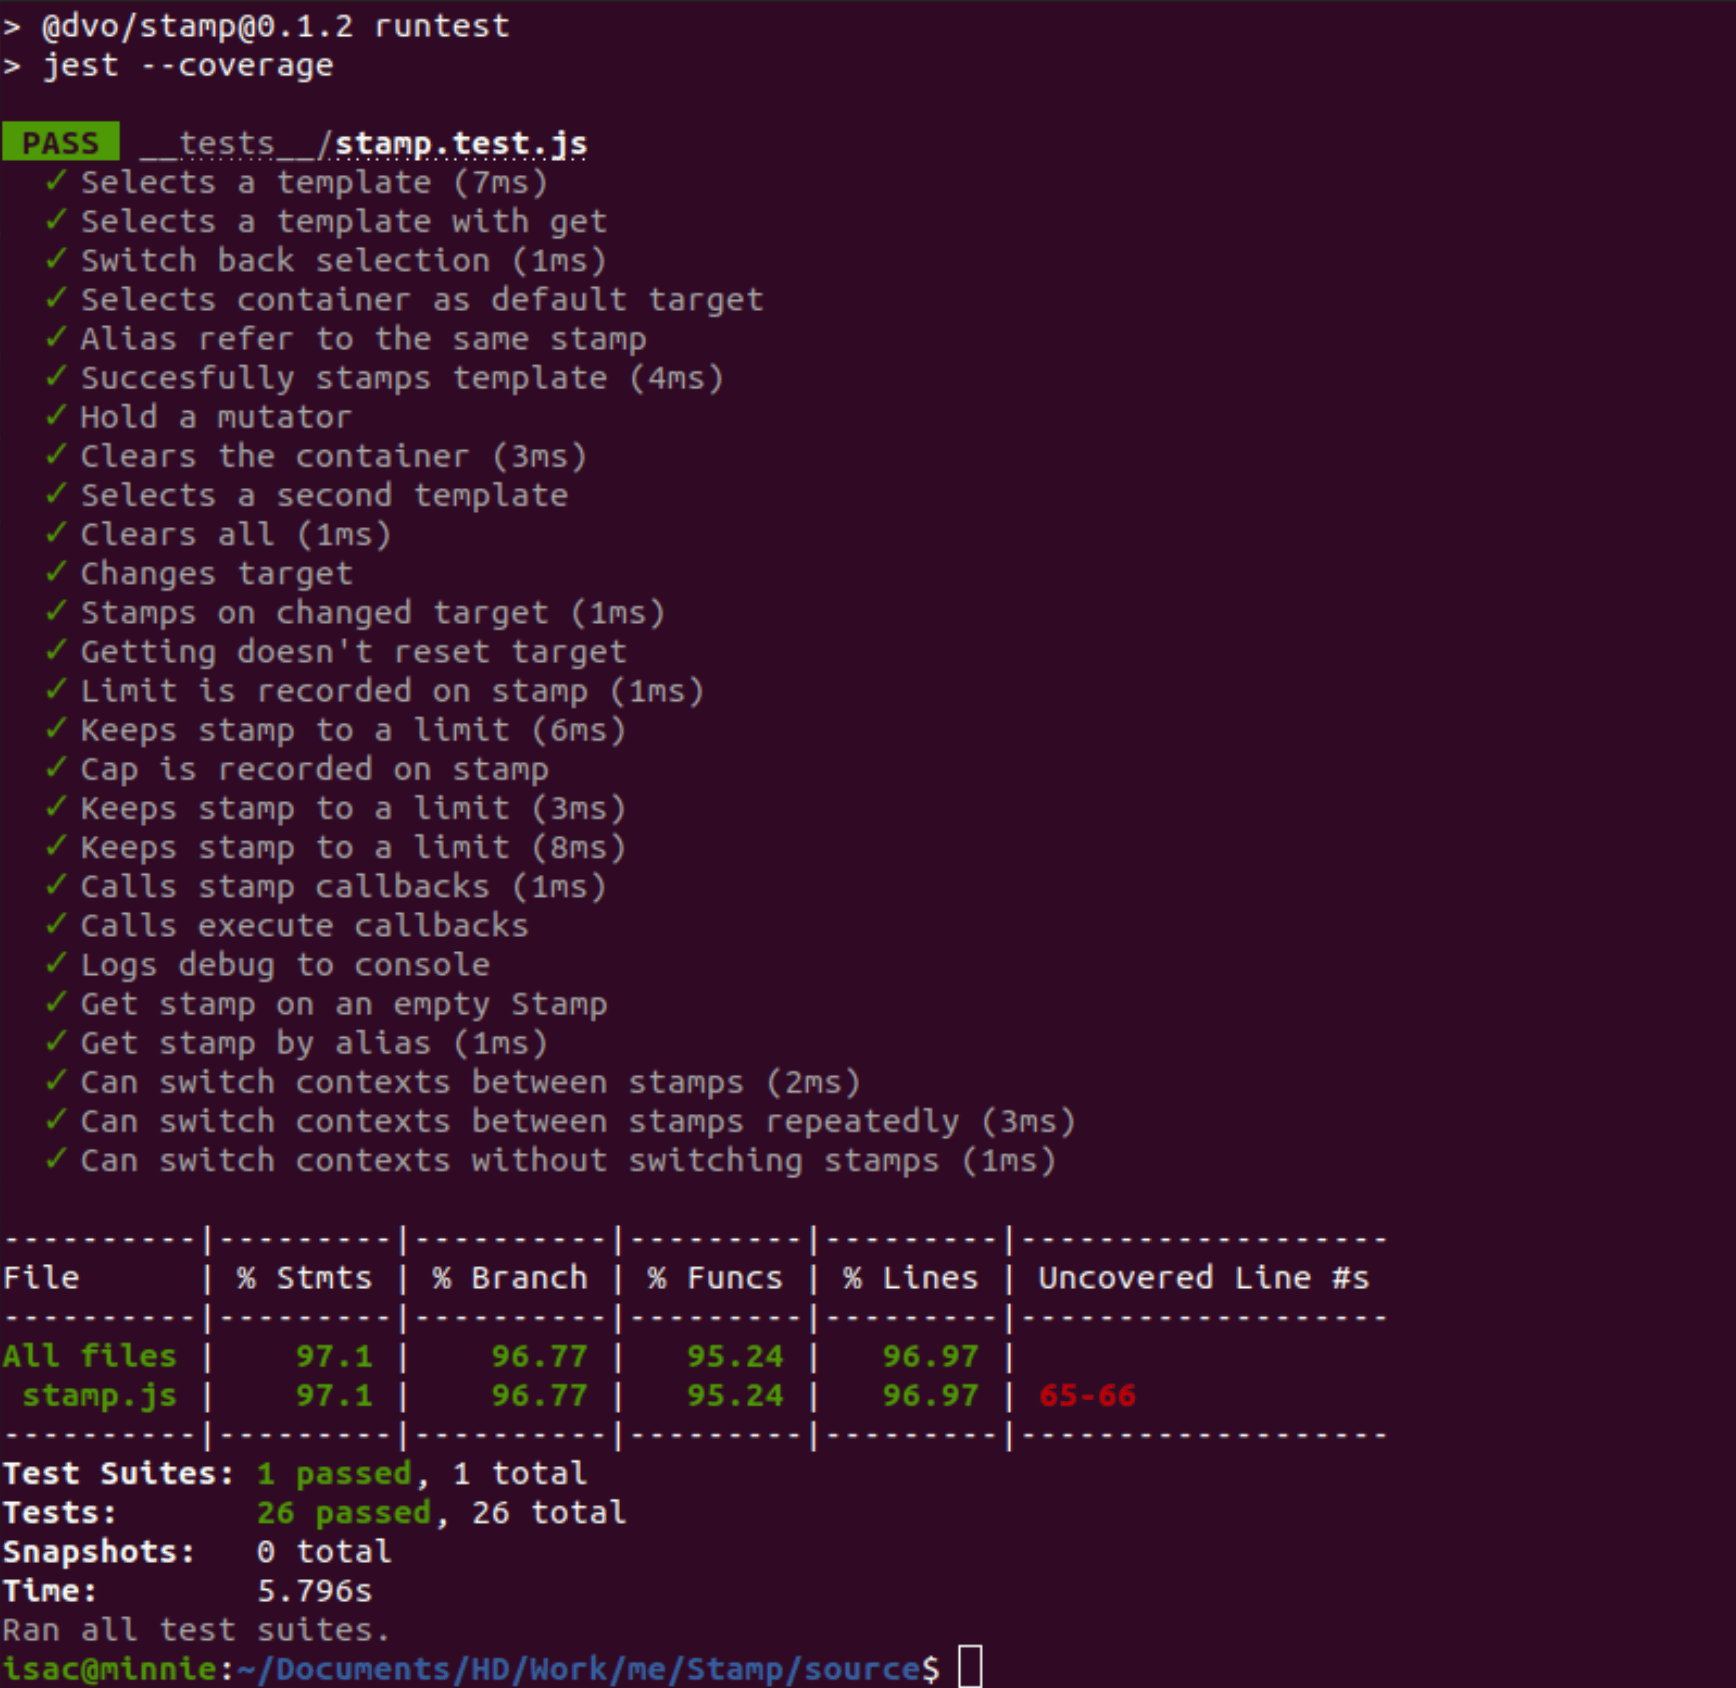 > @dvo/stamp@0.1.2 runtest
> jest --coverage
PASS __tests__/stamp.test.js
✓ Selects a template (7ms)
✓ Selects a template with get
✓ Switch back selection (1ms)
✓ Selects container as default target
✓ Alias refer to the same stamp
✓ Succesfully stamps template (4ms)
✓ Hold a mutator
✓ Clears the container (3ms)
✓ Selects a second template
✓ Clears all (1ms)
✓ Changes target
✓ Stamps on changed target (1ms)
✓ Getting doesn't reset target
✓ Limit is recorded on stamp (1ms)
✓ Keeps stamp to a limit (6ms)
✓ Cap is recorded on stamp
✓ Keeps stamp to a limit (3ms)
✓ Keeps stamp to a limit (8ms)
✓ Calls stamp callbacks (1ms)
✓ Calls execute callbacks
✓ Logs debug to console
✓ Get stamp on an empty Stamp
✓ Get stamp by alias (1ms)
✓ Can switch contexts between stamps (2ms)
✓ Can switch contexts between stamps repeatedly (3ms)
✓ Can switch contexts without switching stamps (1ms)
----------|---------|----------|---------|---------|-------------------
File      | % Stmts | % Branch | % Funcs | % Lines | Uncovered Line #s
----------|---------|----------|---------|---------|-------------------
All files |    97.1 |    96.77 |   95.24 |   96.97 |
 stamp.js |    97.1 |    96.77 |   95.24 |   96.97 | 65-66
----------|---------|----------|---------|---------|-------------------
Test Suites: 1 passed, 1 total
Tests:       26 passed, 26 total
Snapshots:   0 total
Time:        5.796s
Ran all test suites.
isac@minnie:~/Documents/HD/Work/me/Stamp/source$